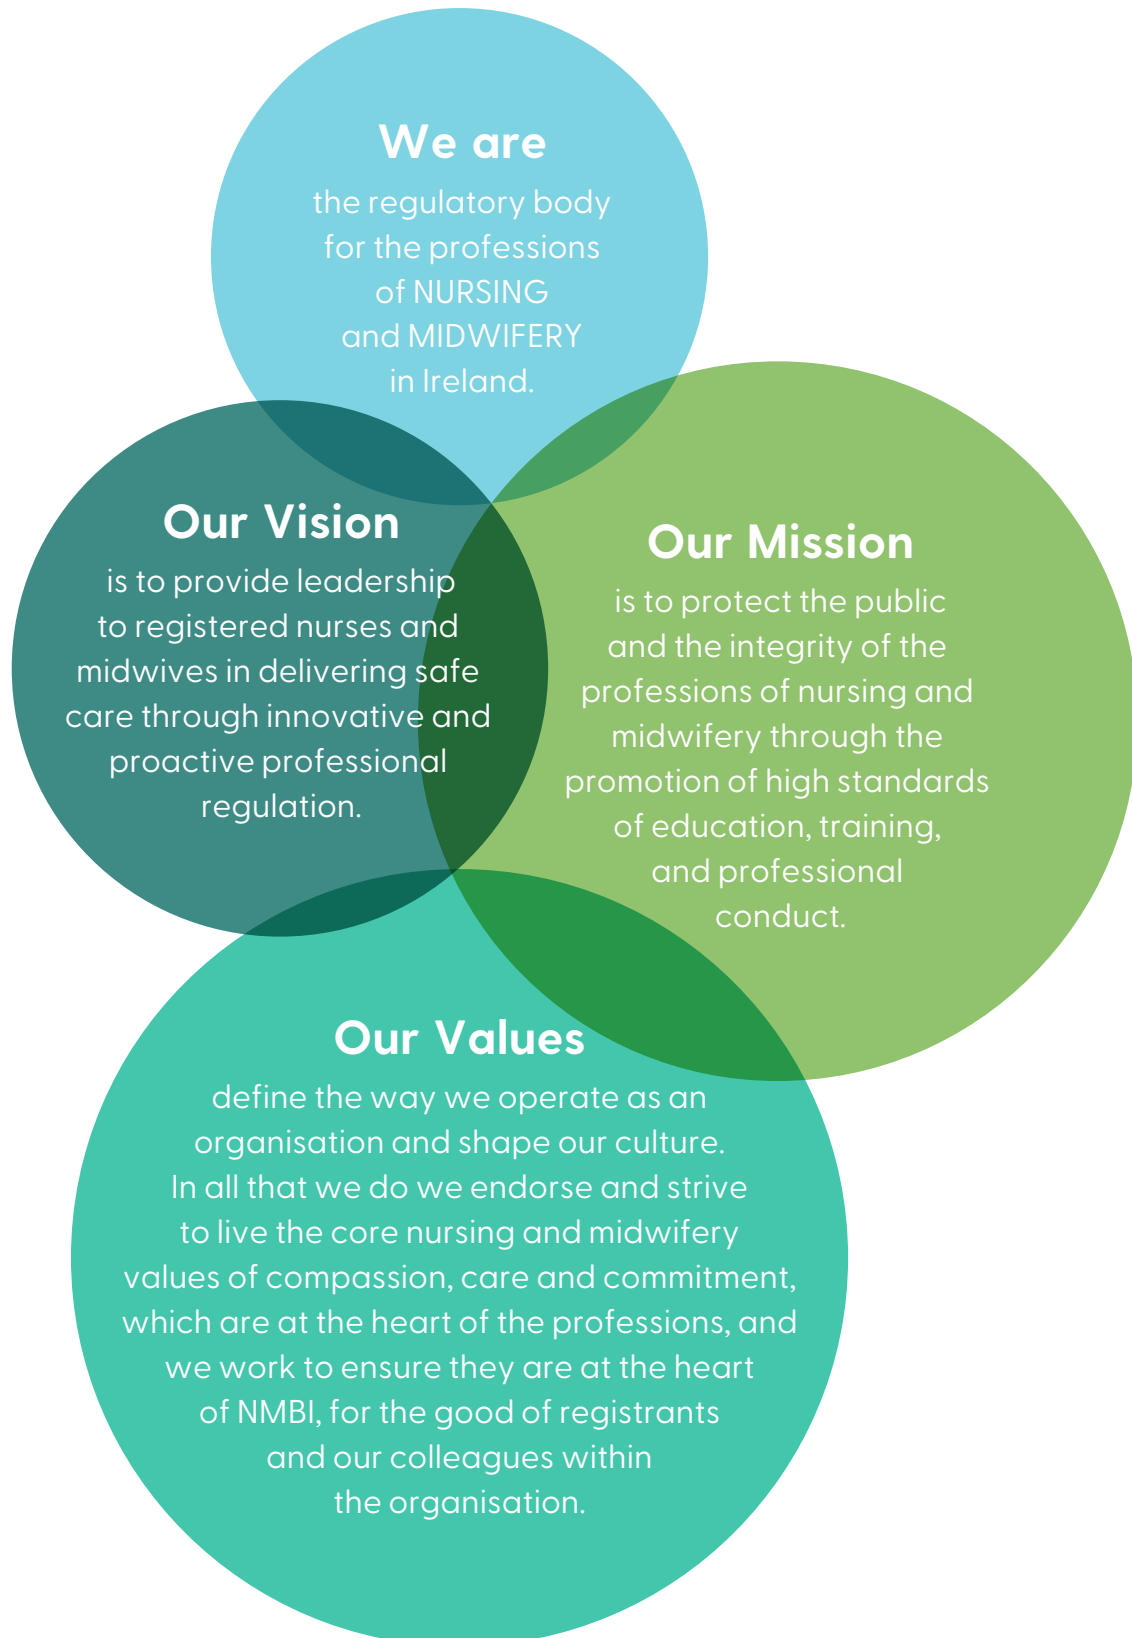 We are
the regulatory body
for the professions
of NURSING
and MIDWIFERY
in Ireland.
Our Vision
is to provide leadership
to registered nurses and
midwives in delivering safe
care through innovative and
proactive professional
regulation.
Our Mission
is to protect the public
and the integrity of the
professions of nursing and
midwifery through the
promotion of high standards
of education, training,
and professional
conduct.
Our Values
define the way we operate as an
organisation and shape our culture.
In all that we do we endorse and strive
to live the core nursing and midwifery
values of compassion, care and commitment,
which are at the heart of the professions, and
we work to ensure they are at the heart
of NMBI, for the good of registrants
and our colleagues within
the organisation.